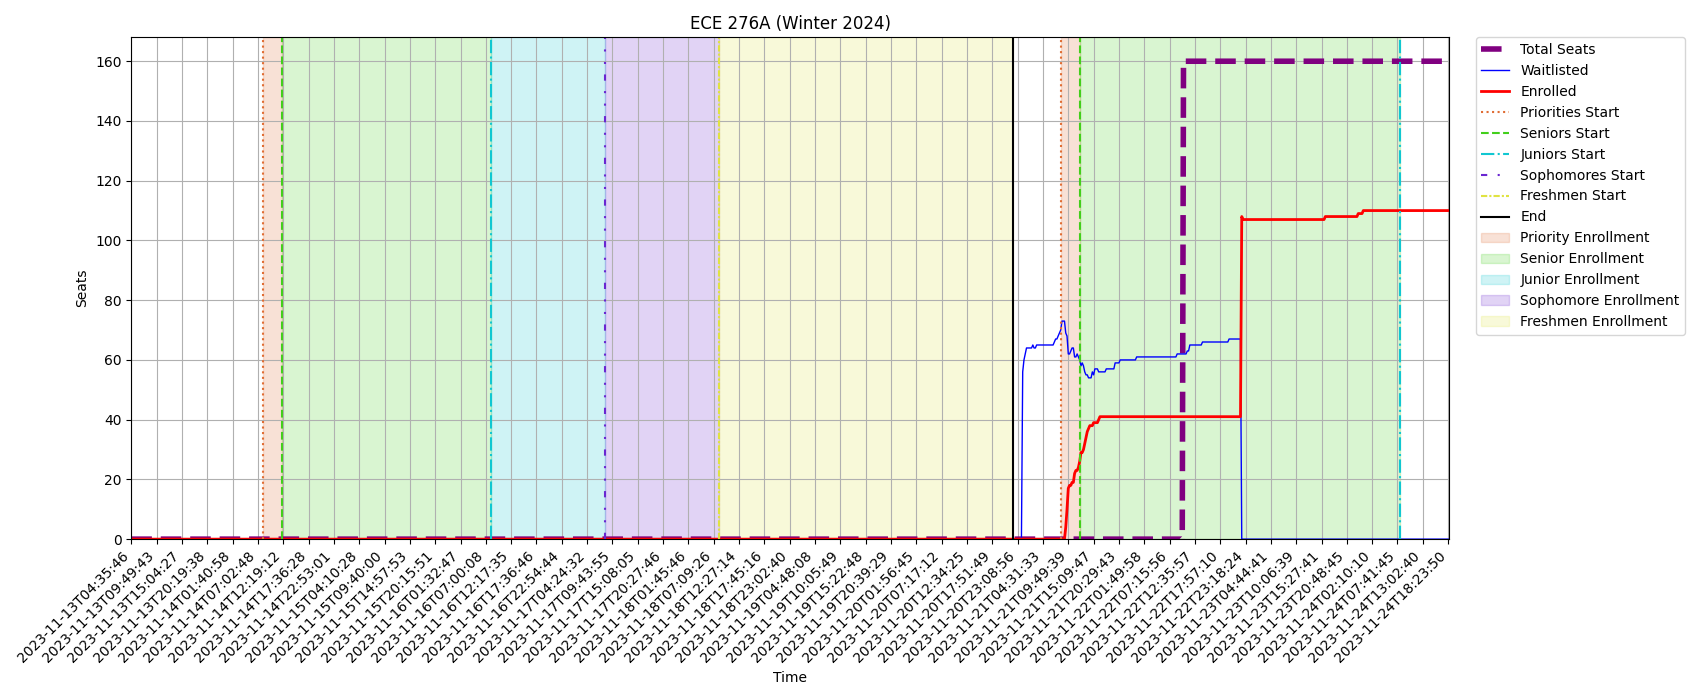 ECE 276A (Winter 2024)
Seats
160
140
120
100
80
60
40
20
0
2023-11-13T04:35:46
2023-11-13T09:49:43
2023-11-13T15:04:27
2023-11-13T20:19:38
2023-11-14T01:40:58
2023-11-14T07:02:48
2023-11-14T12:19:12
2023-11-14T17:36:28
2023-11-14T22:53:01
2023-11-15T04:10:28
2023-11-15T09:40:00
2023-11-15T14:57:53
2023-11-15T20:15:51
2023-11-16T01:32:47
2023-11-16T07:00:08
2023-11-16T12:17:35
2023-11-16T17:36:46
2023-11-16T22:54:44
2023-11-17T04:24:32
2023-11-17T09:43:55
2023-11-17T15:08:05
2023-11-17T20:27:46
2023-11-18T01:45:46
2023-11-18T07:09:26
2023-11-18T12:27:14
2023-11-18T17:45:16
2023-11-18T23:02:40
2023-11-19T04:48:08
2023-11-19T10:05:49
2023-11-19T15:22:48
2023-11-19T20:39:29
2023-11-20T01:56:45
2023-11-20T07:17:12
2023-11-20T12:34:25
2023-11-20T17:51:49
2023-11-20T23:08:56
2023-11-21T04:31:33
2023-11-21T09:49:39
2023-11-21T15:09:47
2023-11-21T20:29:43
2023-11-22T01:49:58
2023-11-22T07:15:56
2023-11-22T12:35:57
2023-11-22T17:57:10
2023-11-22T23:18:24
2023-11-23T04:44:41
2023-11-23T10:06:39
2023-11-23T15:27:41
2023-11-23T20:48:45
2023-11-24T02:10:10
2023-11-24T07:41:45
2023-11-24T13:02:40
2023-11-24T18:23:50
Time
Total Seats
Waitlisted
Enrolled
Priorities Start
Seniors Start
Juniors Start
Sophomores Start
Freshmen Start
End
Priority Enrollment
Senior Enrollment
Junior Enrollment
Sophomore Enrollment
Freshmen Enrollment